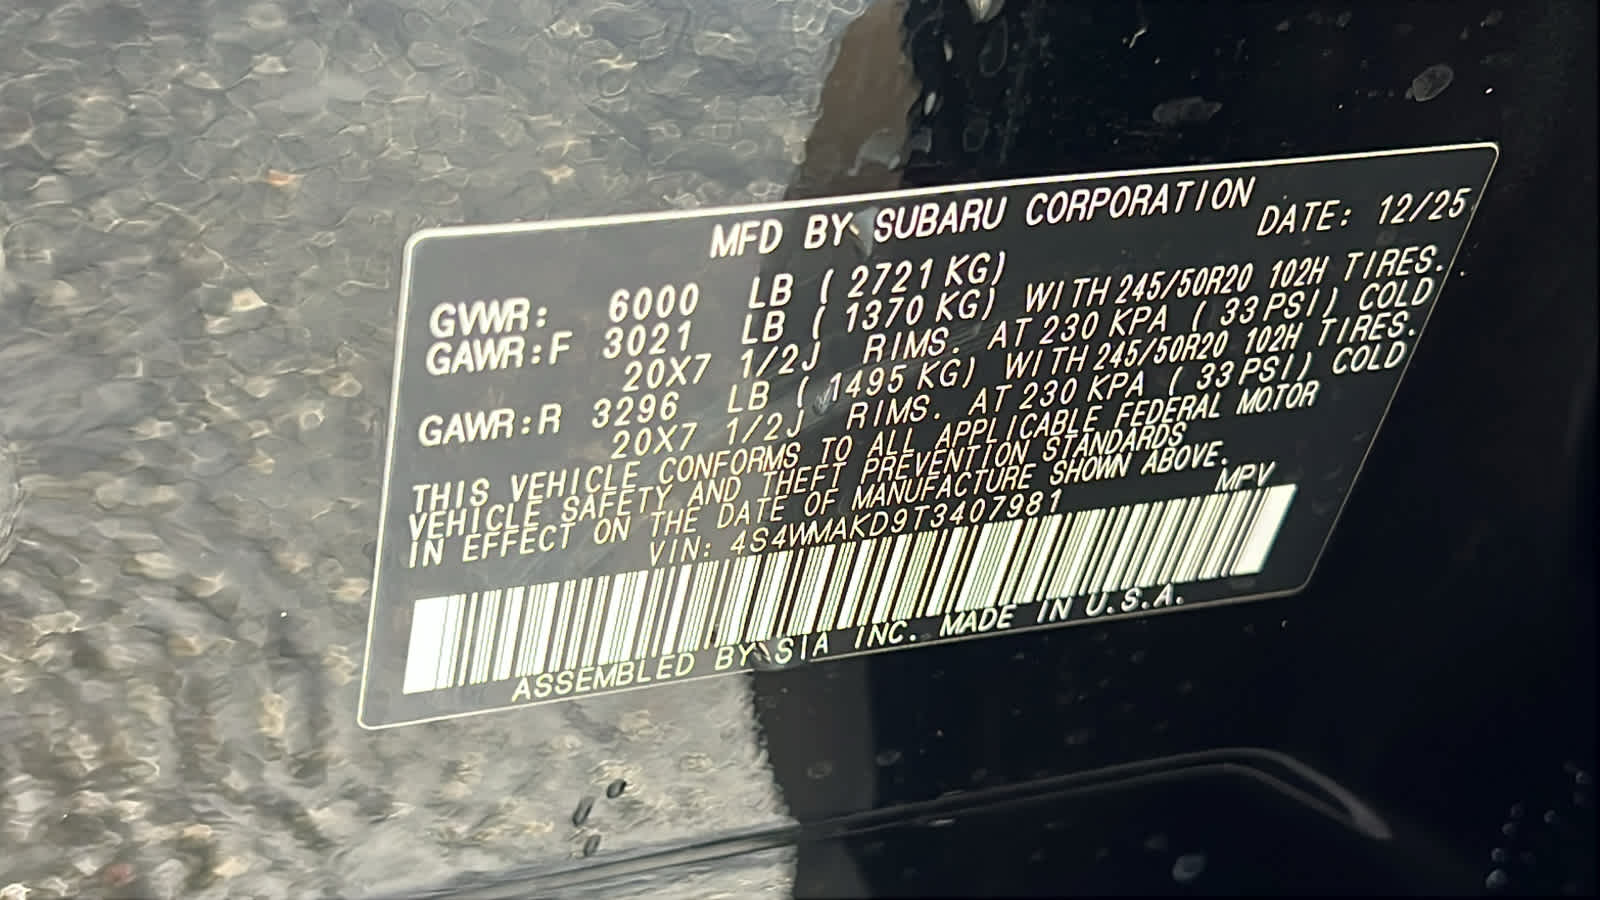 MFD BY SUBARU CORPORATION
DATE: 12/25
GVWR: 6000 LB ( 2721 KG)
GAWR:F 3021 LB ( 1370 KG) WITH 245/50R20 102H TIRES.
20X7 1/2J RIMS. AT 230 KPA ( 33 PSI) COLD
GAWR:R 3296 LB ( 1495 KG) WITH 245/50R20 102H TIRES.
20X7 1/2J RIMS. AT 230 KPA ( 33 PSI) COLD
THIS VEHICLE CONFORMS TO ALL APPLICABLE FEDERAL MOTOR
VEHICLE SAFETY AND THEFT PREVENTION STANDARDS
IN EFFECT ON THE DATE OF MANUFACTURE SHOWN ABOVE.
VIN: 4S4WMAKD9T3407981 MPV
ASSEMBLED BY SIA INC. MADE IN U.S.A.